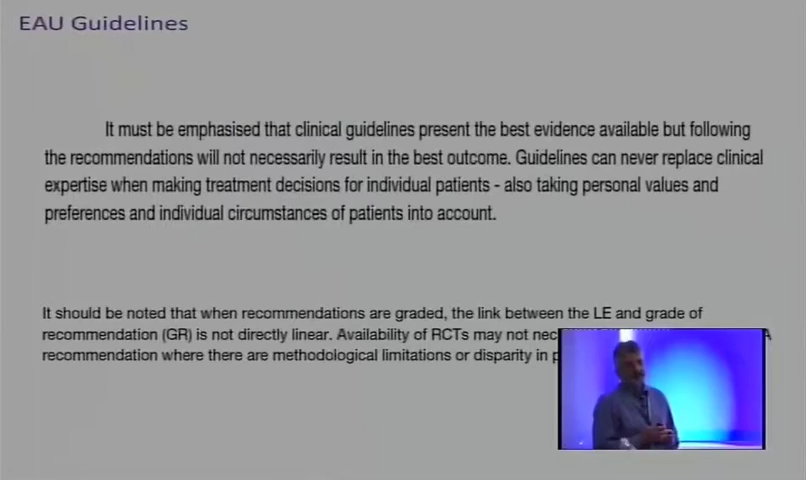 EAU Guidelines
It must be emphasised that clinical guidelines present the best evidence available but following
the recommendations will not necessarily result in the best outcome. Guidelines can never replace clinical
expertise when making treatment decisions for individual patients - also taking personal values and
preferences and individual circumstances of patients into account.
It should be noted that when recommendations are graded, the link between the LE and grade of
recommendation (GR) is not directly linear. Availability of RCTs may not A
recommendation where there are methodological limitations or disparity in